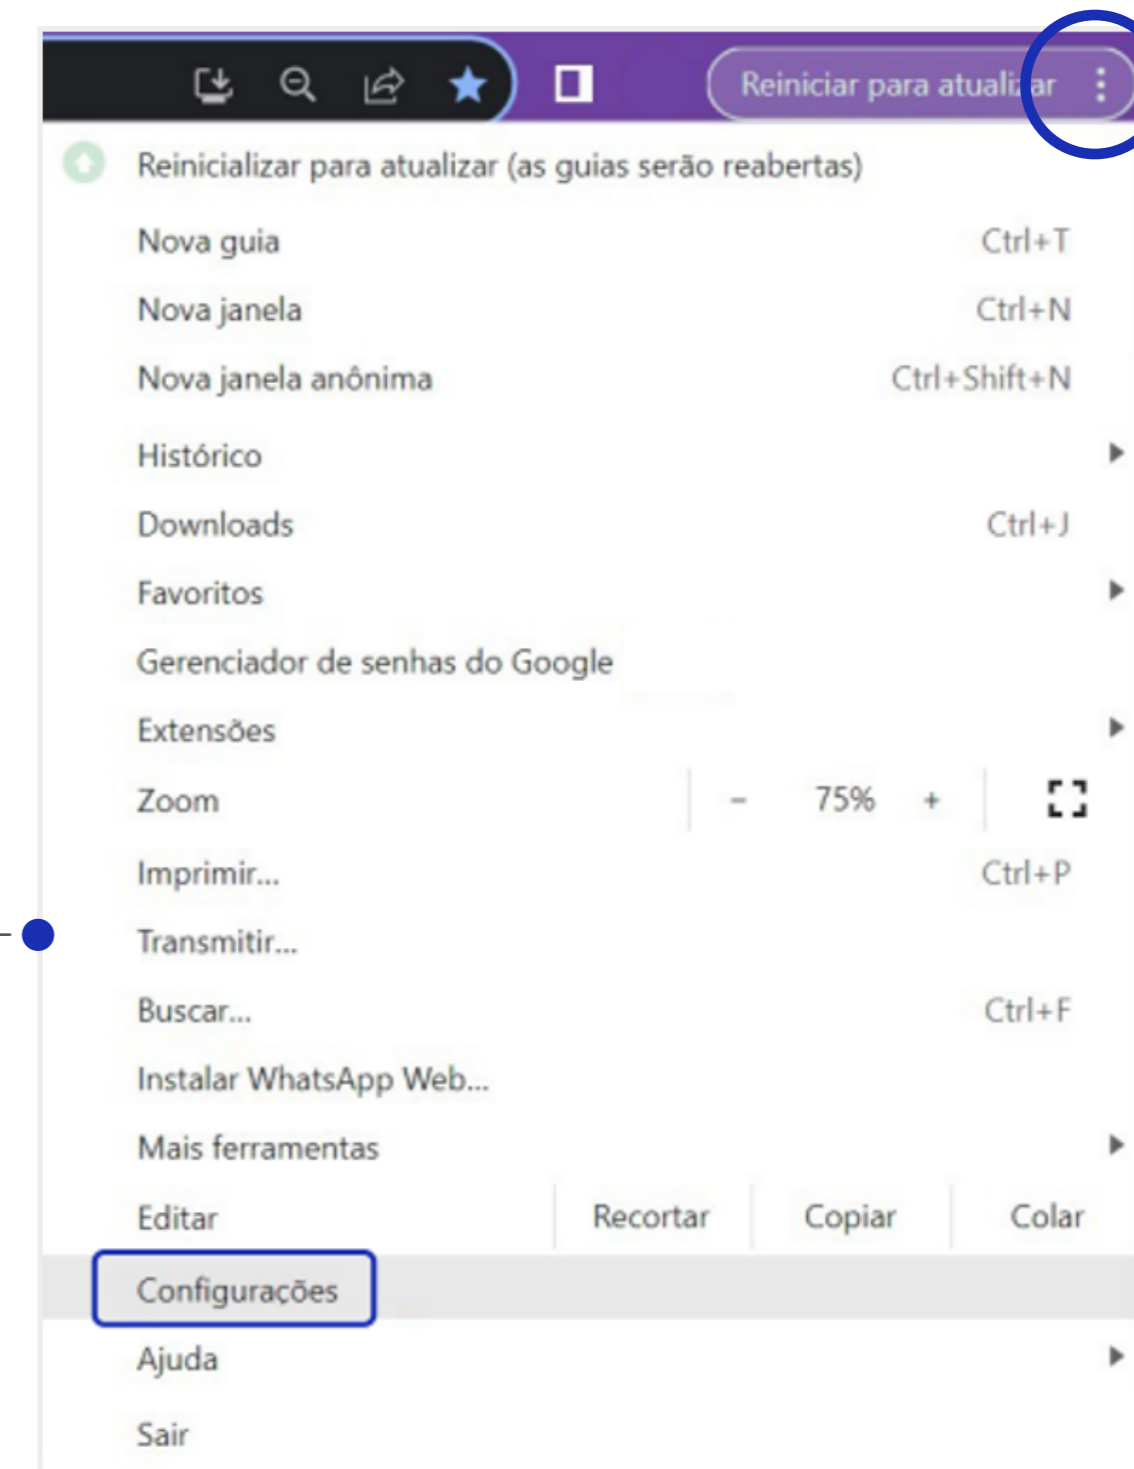 Reiniciar para atualizar
Reinicializar para atualizar (as guias serão reabertas)
Nova guia Ctrl+T
Nova janela Ctrl+N
Nova janela anônima Ctrl+Shift+N
Histórico
Downloads Ctrl+J
Favoritos
Gerenciador de senhas do Google
Extensões
Zoom - 75% +
Imprimir... Ctrl+P
Transmitir...
Buscar... Ctrl+F
Instalar WhatsApp Web...
Mais ferramentas
Editar Recortar Copiar Colar
Configurações
Ajuda
Sair